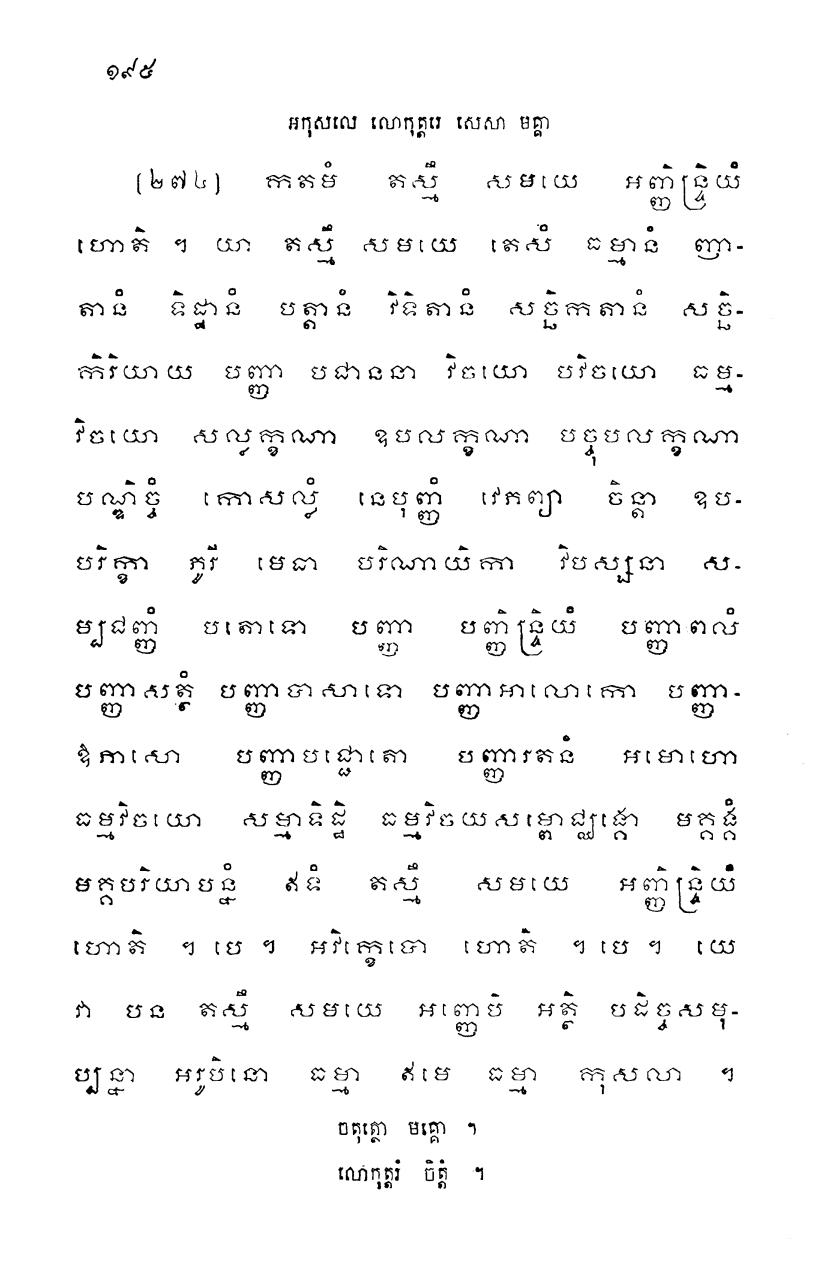 ១៩៥
អកុសលេ លោកុត្តរេ សេសា មគ្គា
[២៧៤] កតមំ តស្មឹ សមយេ អញ្ញិន្ទ្រិយំ
ហោតិ ។ យា តស្មឹ សមយេ តេសំ ធម្មានំ ញា-
តានំ ទិដ្ឋានំ បត្តានំ វិទិតានំ សច្ឆិកតានំ សច្ឆិ-
កិរិយាយ បញ្ញា បជាននា វិចយោ បវិចយោ ធម្ម-
វិចយោ សល្លក្ខណា ឧបលក្ខណា បច្ចុបលក្ខណា
បណ្ឌិច្ចំ កោសល្លំ នេបុញ្ញំ វេភព្យា ចិន្តា ឧប-
បរិក្ខា ភូរី មេធា បរិណាយិកា វិបស្សនា ស-
ម្បជញ្ញំ បតោទោ បញ្ញា បញ្ញិន្ទ្រិយំ បញ្ញាពលំ
បញ្ញាសត្ថំ បញ្ញាបាសាទោ បញ្ញាអាលោកោ បញ្ញា-
ឱភាសោ បញ្ញាបជ្ជោតោ បញ្ញារតនំ អមោហោ
ធម្មវិចយោ សម្មាទិដ្ឋិ ធម្មវិចយសម្ពោជ្ឈង្គោ មគ្គង្គំ
មគ្គបរិយាបន្នំ ឥទំ តស្មឹ សមយេ អញ្ញិន្ទ្រិយំ
ហោតិ ។ បេ ។ អវិក្ខេបោ ហោតិ ។ បេ ។ យេ
វា បន តស្មឹ សមយេ អញ្ញេបិ អត្ថិ បដិច្ចសមុ-
ប្បន្នា អរូបិនោ ធម្មា ឥមេ ធម្មា កុសលា ។
ចតុត្ថោ មគ្គោ ។
លោកុត្តរំ ចិត្តំ ។